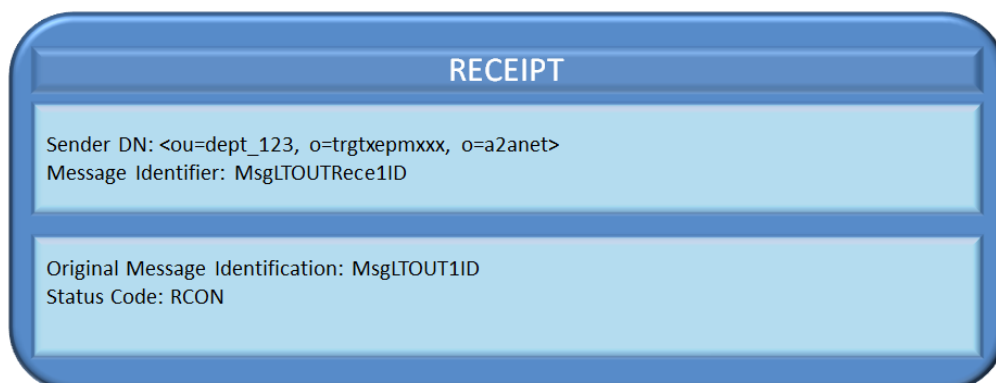 RECEIPT
Sender DN: <ou=dept_123, o=trgtxepmxxx, o=a2anet>
Message Identifier: MsgLTOUTRece1ID
Original Message Identification: MsgLTOUT1ID
Status Code: RCON